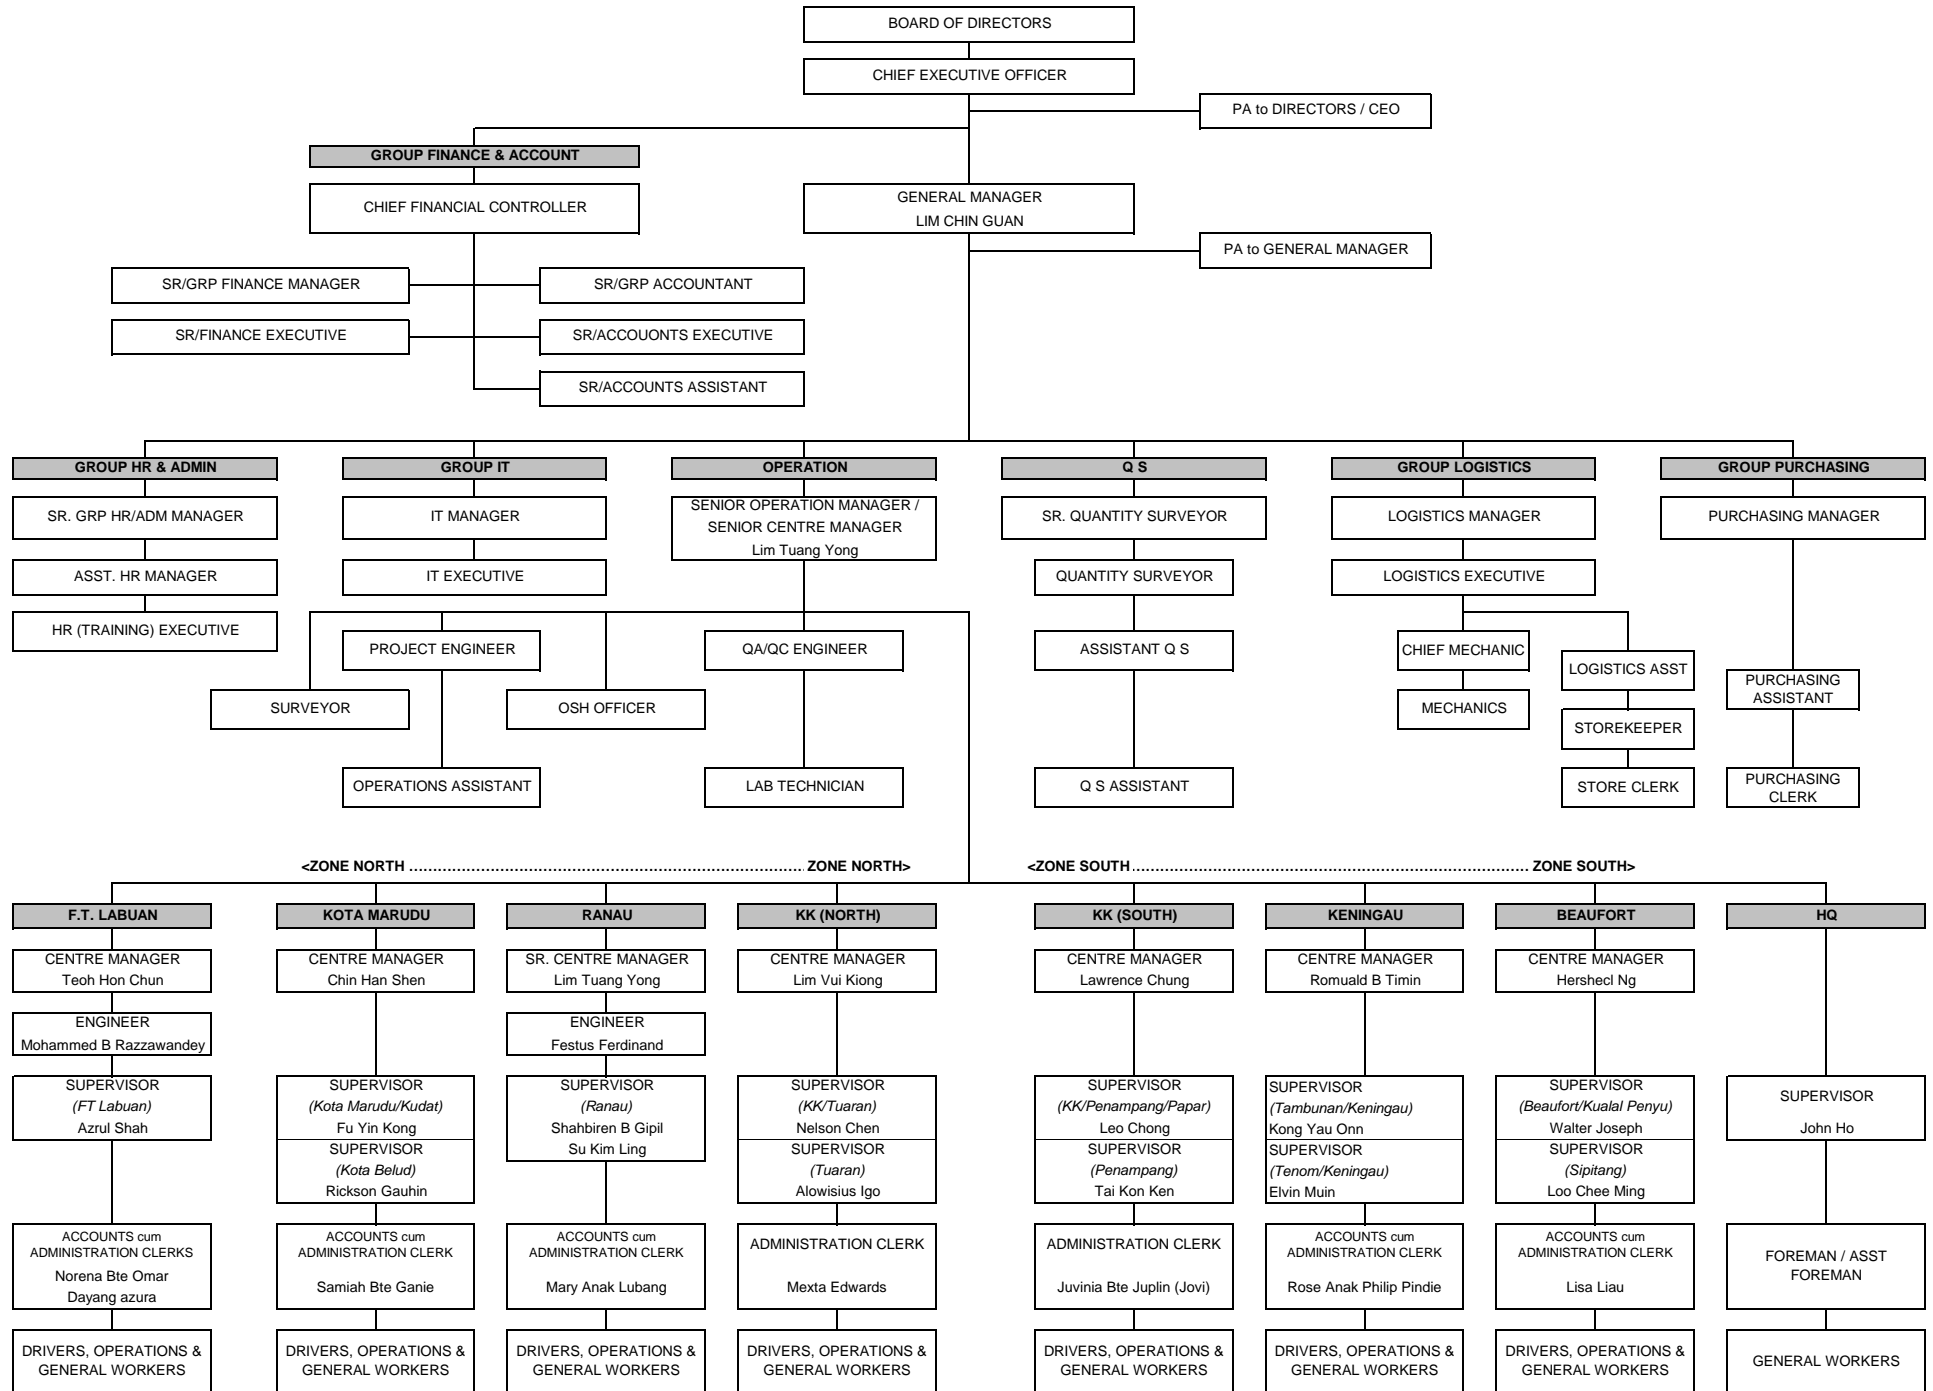 BOARD OF DIRECTORS
CHIEF EXECUTIVE OFFICER
PA to DIRECTORS / CEO
GROUP FINANCE & ACCOUNT
CHIEF FINANCIAL CONTROLLER
GENERAL MANAGER
LIM CHIN GUAN
PA to GENERAL MANAGER
SR/GRP FINANCE MANAGER
SR/GRP ACCOUNTANT
SR/FINANCE EXECUTIVE
SR/ACCOUONTS EXECUTIVE
SR/ACCOUNTS ASSISTANT
GROUP HR & ADMIN
SR. GRP HR/ADM MANAGER
ASST. HR MANAGER
HR (TRAINING) EXECUTIVE
GROUP IT
IT MANAGER
IT EXECUTIVE
OPERATION
SENIOR OPERATION MANAGER /
SENIOR CENTRE MANAGER
Lim Tuang Yong
PROJECT ENGINEER
QA/QC ENGINEER
SURVEYOR
OSH OFFICER
OPERATIONS ASSISTANT
LAB TECHNICIAN
Q S
SR. QUANTITY SURVEYOR
QUANTITY SURVEYOR
ASSISTANT Q S
Q S ASSISTANT
GROUP LOGISTICS
LOGISTICS MANAGER
LOGISTICS EXECUTIVE
CHIEF MECHANIC
MECHANICS
LOGISTICS ASST
STOREKEEPER
STORE CLERK
GROUP PURCHASING
PURCHASING MANAGER
PURCHASING
ASSISTANT
PURCHASING
CLERK
<ZONE NORTH ........................................................................... ZONE NORTH>
<ZONE SOUTH........................................................................... ZONE SOUTH>
F.T. LABUAN
CENTRE MANAGER
Teoh Hon Chun
ENGINEER
Mohammed B Razzawandey
SUPERVISOR
(FT Labuan)
Azrul Shah
ACCOUNTS cum
ADMINISTRATION CLERKS
Norena Bte Omar
Dayang azura
DRIVERS, OPERATIONS &
GENERAL WORKERS
KOTA MARUDU
CENTRE MANAGER
Chin Han Shen
SUPERVISOR
(Kota Marudu/Kudat)
Fu Yin Kong
SUPERVISOR
(Kota Belud)
Rickson Gauhin
ACCOUNTS cum
ADMINISTRATION CLERK
Samiah Bte Ganie
DRIVERS, OPERATIONS &
GENERAL WORKERS
RANAU
SR. CENTRE MANAGER
Lim Tuang Yong
ENGINEER
Festus Ferdinand
SUPERVISOR
(Ranau)
Shahbiren B Gipil
Su Kim Ling
ACCOUNTS cum
ADMINISTRATION CLERK
Mary Anak Lubang
DRIVERS, OPERATIONS &
GENERAL WORKERS
KK (NORTH)
CENTRE MANAGER
Lim Vui Kiong
SUPERVISOR
(KK/Tuaran)
Nelson Chen
SUPERVISOR
(Tuaran)
Alowisius Igo
ADMINISTRATION CLERK
Mexta Edwards
DRIVERS, OPERATIONS &
GENERAL WORKERS
KK (SOUTH)
CENTRE MANAGER
Lawrence Chung
SUPERVISOR
(KK/Penampang/Papar)
Leo Chong
SUPERVISOR
(Penampang)
Tai Kon Ken
ADMINISTRATION CLERK
Juvinia Bte Juplin (Jovi)
DRIVERS, OPERATIONS &
GENERAL WORKERS
KENINGAU
CENTRE MANAGER
Romuald B Timin
SUPERVISOR
(Tambunan/Keningau)
Kong Yau Onn
SUPERVISOR
(Tenom/Keningau)
Elvin Muin
ACCOUNTS cum
ADMINISTRATION CLERK
Rose Anak Philip Pindie
DRIVERS, OPERATIONS &
GENERAL WORKERS
BEAUFORT
CENTRE MANAGER
Hershecl Ng
SUPERVISOR
(Beaufort/Kualal Penyu)
Walter Joseph
SUPERVISOR
(Sipitang)
Loo Chee Ming
ACCOUNTS cum
ADMINISTRATION CLERK
Lisa Liau
DRIVERS, OPERATIONS &
GENERAL WORKERS
HQ
SUPERVISOR
John Ho
FOREMAN / ASST
FOREMAN
GENERAL WORKERS